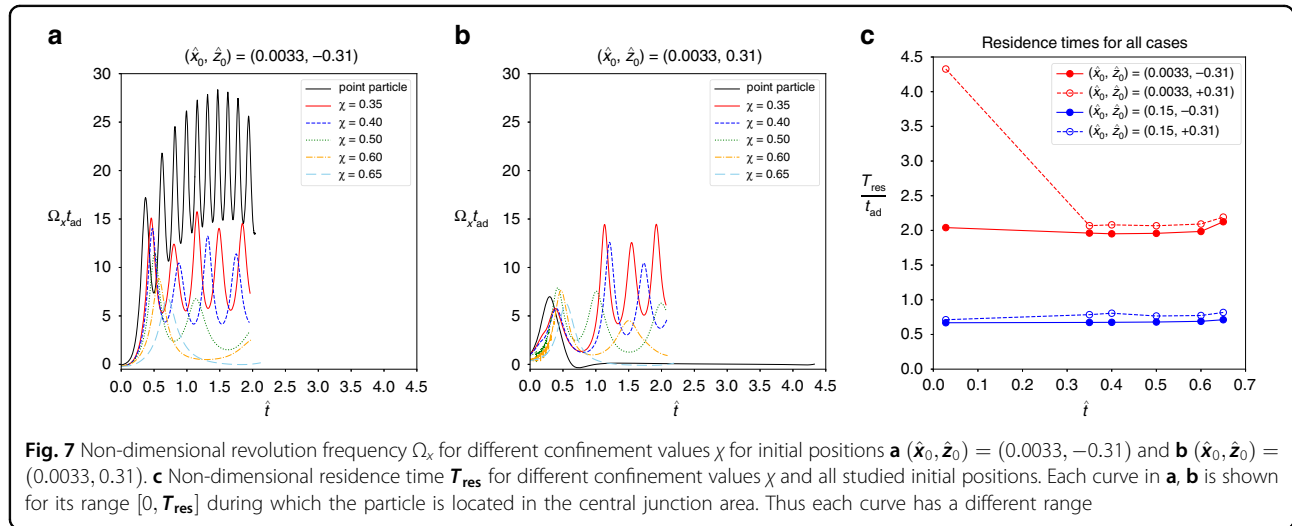 a
(x̂₀, ẑ₀) = (0.0033, −0.31)
30
25
20
15
10
5
0
Ωₓtad
0.0 0.5 1.0 1.5 2.0 2.5 3.0 3.5 4.0 4.5
t̂
point particle
χ = 0.35
χ = 0.40
χ = 0.50
χ = 0.60
χ = 0.65
b
(x̂₀, ẑ₀) = (0.0033, 0.31)
30
25
20
15
10
5
0
Ωₓtad
0.0 0.5 1.0 1.5 2.0 2.5 3.0 3.5 4.0 4.5
t̂
point particle
χ = 0.35
χ = 0.40
χ = 0.50
χ = 0.60
χ = 0.65
c
Residence times for all cases
4.5
4.0
3.5
3.0
2.5
2.0
1.5
1.0
0.5
0.0
Tres
tad
0.0 0.1 0.2 0.3 0.4 0.5 0.6 0.7
t̂
(x̂₀, ẑ₀) = (0.0033, −0.31)
(x̂₀, ẑ₀) = (0.0033, +0.31)
(x̂₀, ẑ₀) = (0.15, −0.31)
(x̂₀, ẑ₀) = (0.15, +0.31)
Fig. 7 Non-dimensional revolution frequency Ωₓ for different confinement values χ for initial positions a (x̂₀, ẑ₀) = (0.0033, −0.31) and b (x̂₀, ẑ₀) =
(0.0033, 0.31). c Non-dimensional residence time Tres for different confinement values χ and all studied initial positions. Each curve in a, b is shown
for its range [0, Tres] during which the particle is located in the central junction area. Thus each curve has a different range